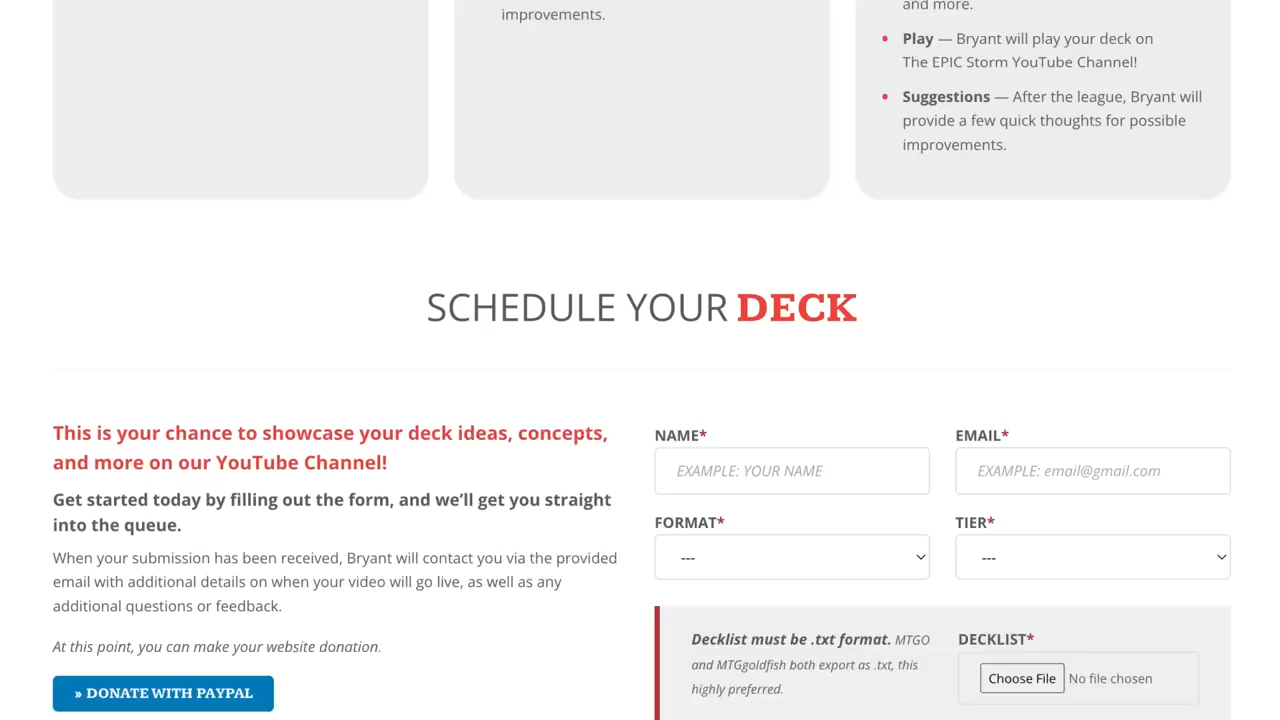 improvements.
and more.
• Play — Bryant will play your deck on
The EPIC Storm YouTube Channel!
• Suggestions — After the league, Bryant will
provide a few quick thoughts for possible
improvements.
SCHEDULE YOUR DECK
This is your chance to showcase your deck ideas, concepts,
and more on our YouTube Channel!
Get started today by filling out the form, and we’ll get you straight
into the queue.
When your submission has been received, Bryant will contact you via the provided
email with additional details on when your video will go live, as well as any
additional questions or feedback.
At this point, you can make your website donation.
» DONATE WITH PAYPAL
NAME*
EXAMPLE: YOUR NAME
EMAIL*
EXAMPLE: email@gmail.com
FORMAT*
---
TIER*
---
Decklist must be .txt format. MTGO
and MTGgoldfish both export as .txt, this
highly preferred.
DECKLIST*
Choose File No file chosen